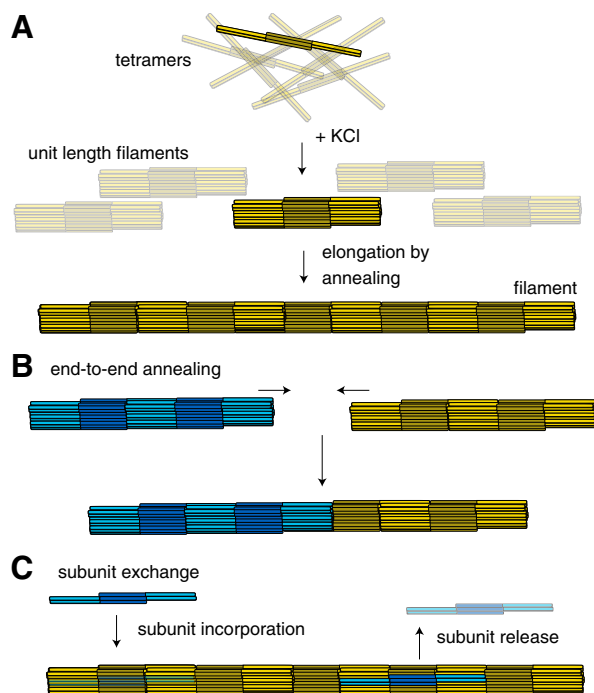 A
tetramers
+ KCl
unit length filaments
elongation by
annealing
filament
B
end-to-end annealing
C
subunit exchange
subunit incorporation
subunit release